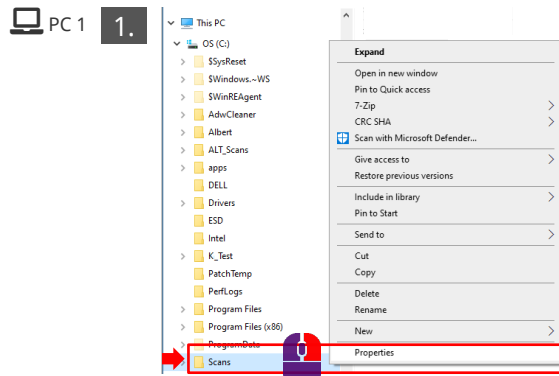 PC 1
1.
This PC
OS (C:)
$SysReset
$Windows.~WS
$WinREAgent
AdwCleaner
Albert
ALT_Scans
apps
DELL
Drivers
ESD
Intel
K_Test
PatchTemp
PerfLogs
Program Files
Program Files (x86)
ProgramData
Scans
Expand
Open in new window
Pin to Quick access
7-Zip
CRC SHA
Scan with Microsoft Defender...
Give access to
Restore previous versions
Include in library
Pin to Start
Send to
Cut
Copy
Delete
Rename
New
Properties